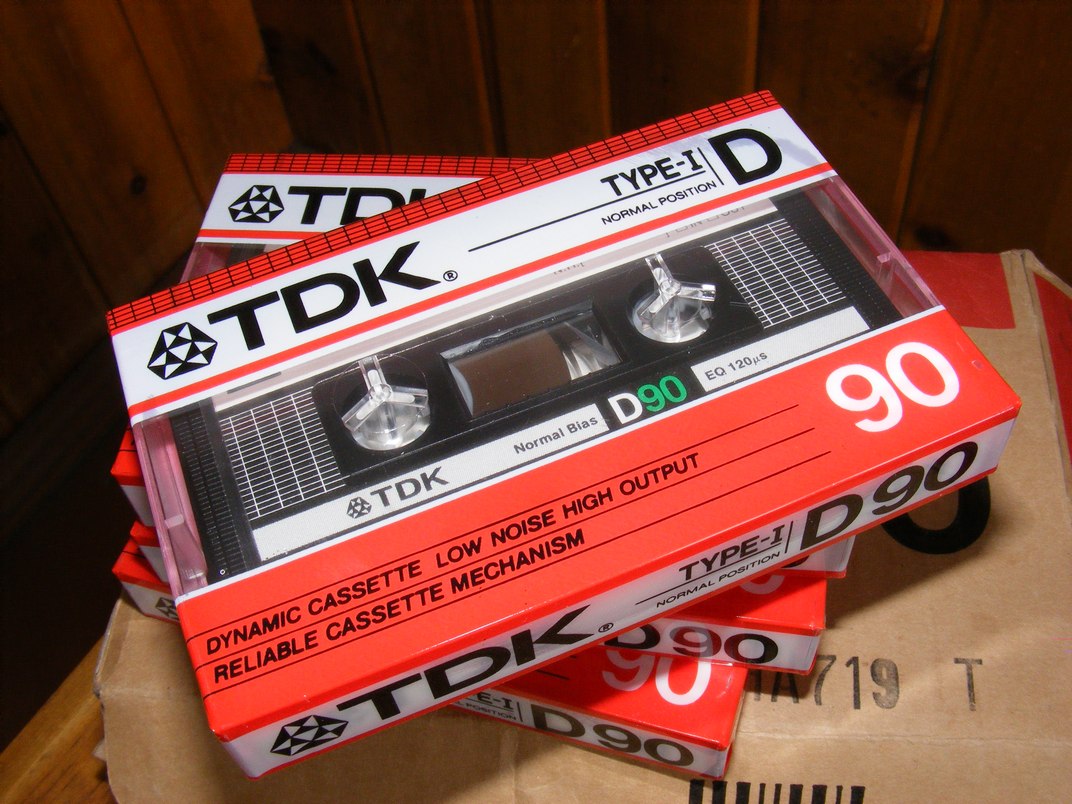 TYPE-I D
NORMAL POSITION
TDK®
TDK
Normal Bias D90 EQ 120µs
TDK
90
DYNAMIC CASSETTE LOW NOISE HIGH OUTPUT
RELIABLE CASSETTE MECHANISM
TDK® TYPE-I D90
NORMAL POSITION
D90
90
D90
A719 T